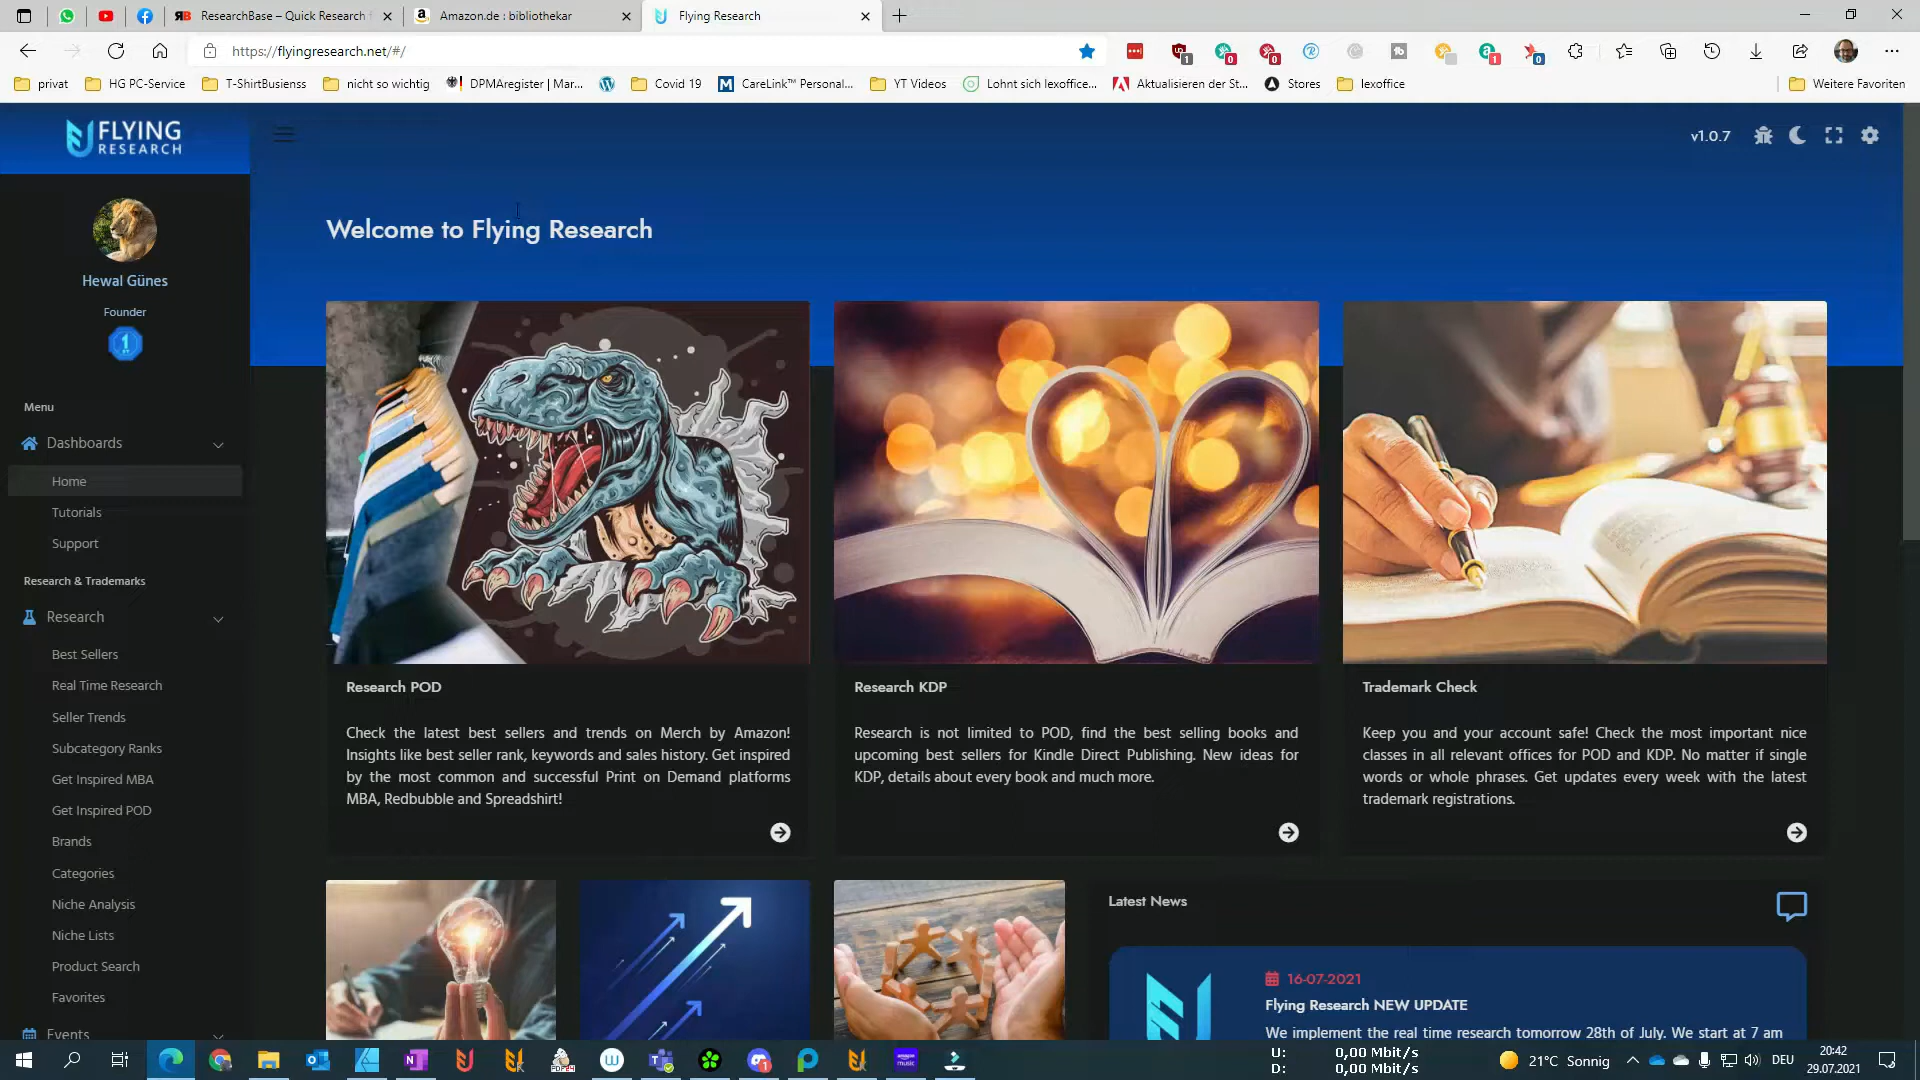 ResearchBase – Quick Research f
Amazon.de : bibliothekar
Flying Research
https://flyingresearch.net/#/
privat
HG PC-Service
T-ShirtBusienss
nicht so wichtig
DPMAregister | Mar...
Covid 19
CareLink™ Personal...
YT Videos
Lohnt sich lexoffice...
Aktualisieren der St...
Stores
lexoffice
Weitere Favoriten
FLYING
RESEARCH
v1.0.7
Hewal Günes
Founder
1
Menu
Dashboards
Home
Tutorials
Support
Research & Trademarks
Research
Best Sellers
Real Time Research
Seller Trends
Subcategory Ranks
Get Inspired MBA
Get Inspired POD
Brands
Categories
Niche Analysis
Niche Lists
Product Search
Favorites
Events
Welcome to Flying Research
Research POD
Check the latest best sellers and trends on Merch by Amazon!
Insights like best seller rank, keywords and sales history. Get inspired
by the most common and successful Print on Demand platforms
MBA, Redbubble and Spreadshirt!
Research KDP
Research is not limited to POD, find the best selling books and
upcoming best sellers for Kindle Direct Publishing. New ideas for
KDP, details about every book and much more.
Trademark Check
Keep you and your account safe! Check the most important nice
classes in all relevant offices for POD and KDP. No matter if single
words or whole phrases. Get updates every week with the latest
trademark registrations.
Latest News
16-07-2021
Flying Research NEW UPDATE
We implement the real time research tomorrow 28th of July. We start at 7 am
U: 0,00 Mbit/s
D: 0,00 Mbit/s
21°C Sonnig
DEU
20:42
29.07.2021